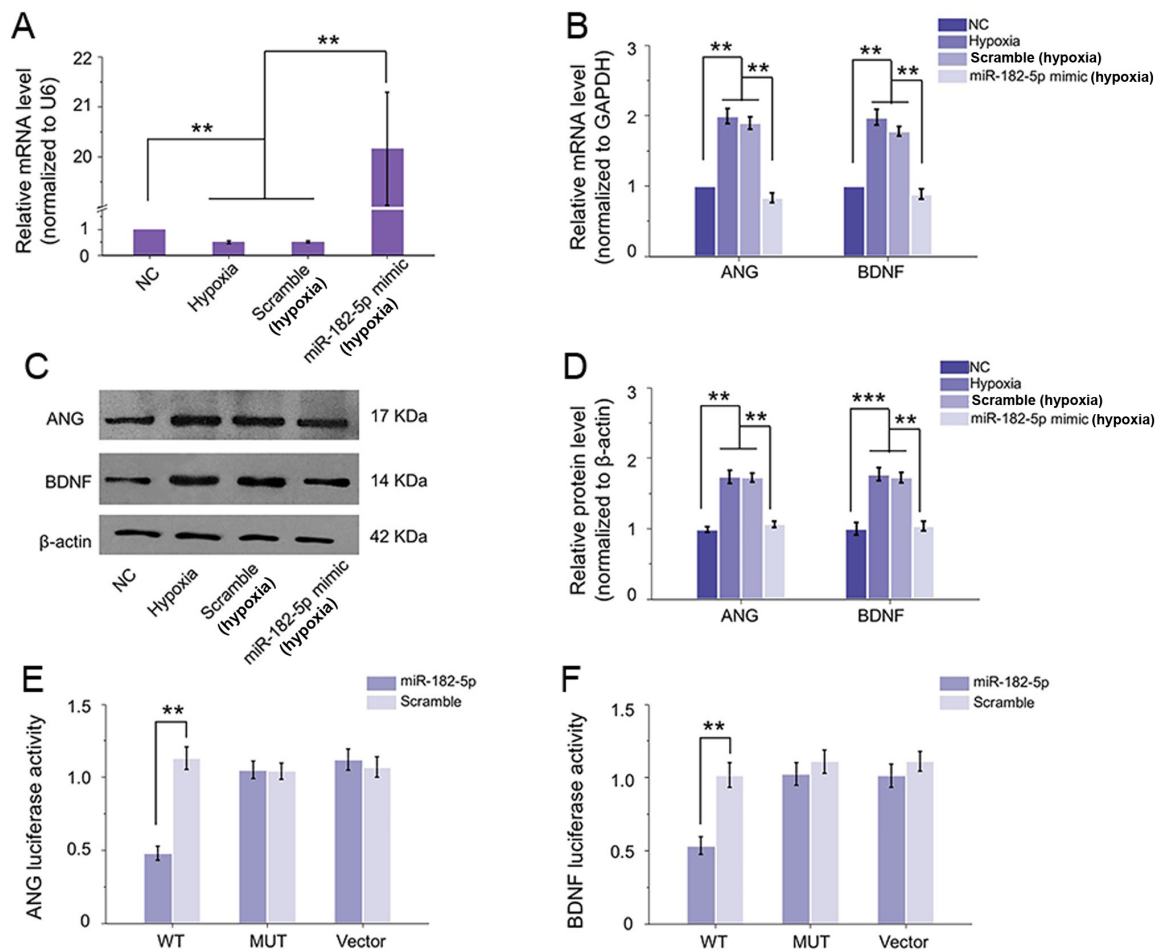 A
Relative mRNA level
(normalized to U6)
22
21
20
1
0
**
**
NC
Hypoxia
Scramble
(hypoxia)
miR-182-5p mimic
(hypoxia)
B
Relative mRNA level
(normalized to GAPDH)
3
2
1
0
**
**
**
**
ANG
BDNF
NC
Hypoxia
Scramble (hypoxia)
miR-182-5p mimic (hypoxia)
C
ANG
17 KDa
BDNF
14 KDa
β-actin
42 KDa
NC
Hypoxia
Scramble
(hypoxia)
miR-182-5p mimic
(hypoxia)
D
Relative protein level
(normalized to β-actin)
3
2
1
0
**
**
***
**
ANG
BDNF
NC
Hypoxia
Scramble (hypoxia)
miR-182-5p mimic (hypoxia)
E
ANG luciferase activity
1.5
1.0
0.5
0
**
WT
MUT
Vector
miR-182-5p
Scramble
F
BDNF luciferase activity
1.5
1.0
0.5
0
**
WT
MUT
Vector
miR-182-5p
Scramble